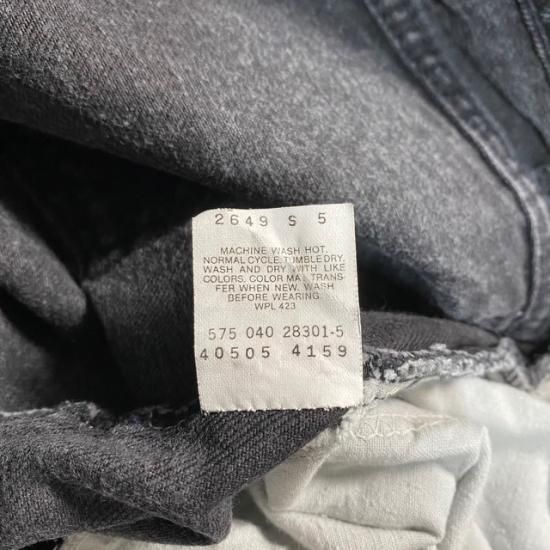 2649 S 5
MACHINE WASH HOT.
NORMAL CYCLE. TUMBLE DRY.
WASH AND DRY WITH LIKE
COLORS. COLOR MAY TRANS-
FER WHEN NEW. WASH
BEFORE WEARING.
WPL 423
575 040 28301-5
40505 4159